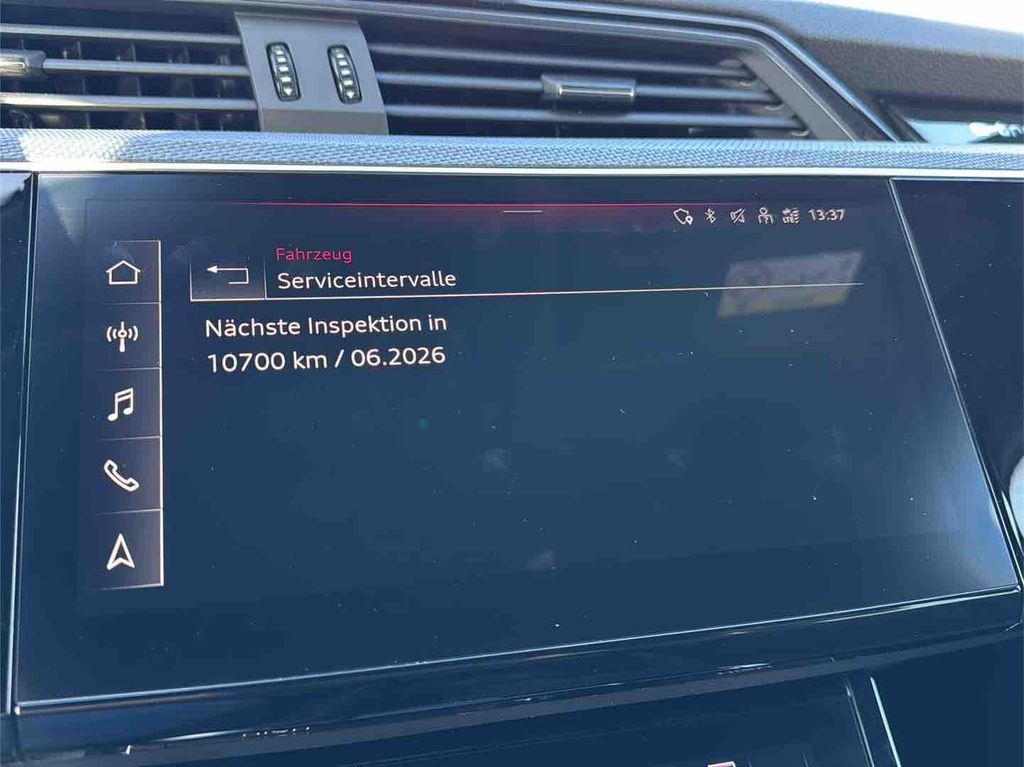 13:37
Fahrzeug
Serviceintervalle
Nächste Inspektion in
10700 km / 06.2026